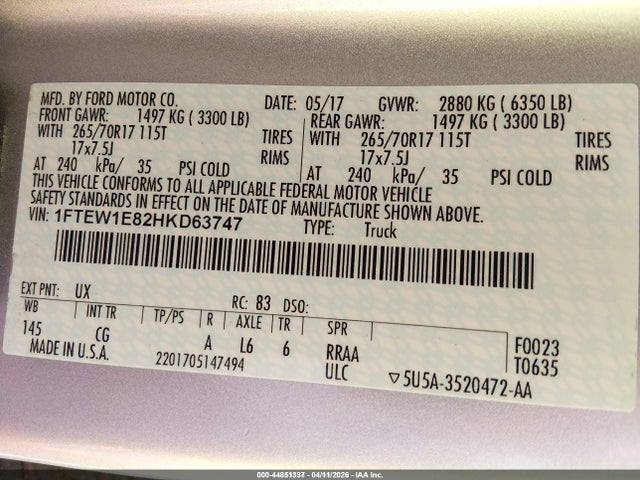 MFD. BY FORD MOTOR CO. DATE: 05/17 GVWR: 2880 KG ( 6350 LB)
FRONT GAWR: 1497 KG ( 3300 LB) REAR GAWR: 1497 KG ( 3300 LB)
WITH 265/70R17 115T TIRES WITH 265/70R17 115T TIRES
17x7.5J RIMS 17x7.5J RIMS
AT 240 kPa/ 35 PSI COLD AT 240 kPa/ 35 PSI COLD
THIS VEHICLE CONFORMS TO ALL APPLICABLE FEDERAL MOTOR VEHICLE
SAFETY STANDARDS IN EFFECT ON THE DATE OF MANUFACTURE SHOWN ABOVE.
VIN: 1FTEW1E82HKD63747 TYPE: Truck
EXT PNT: UX RC: 83 DSO:
WB INT TR TP/PS R AXLE TR SPR
145 CG A L6 6 RRAA F0023
MADE IN U.S.A. 2201705147494 ULC T0635
▽5U5A-3520472-AA
000-44851337 - 04/11/2026 - IAA Inc.